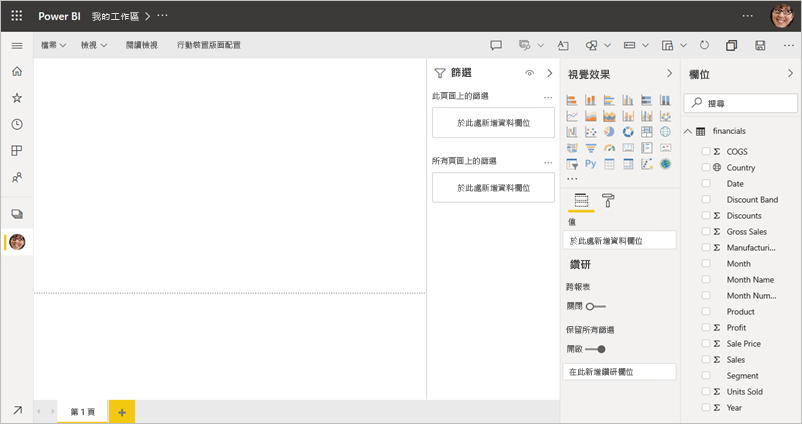 Power BI 我的工作區 > ...
檔案 檢視 閱讀檢視 行動裝置版面配置
篩選
此頁面上的篩選
於此處新增資料欄位
所有頁面上的篩選
於此處新增資料欄位
視覺效果
Py
值
於此處新增資料欄位
鑽研
跨報表
關閉
保留所有篩選
開啟
在此新增鑽研欄位
欄位
搜尋
financials
COGS
Country
Date
Discount Band
Discounts
Gross Sales
Manufacturi...
Month
Month Name
Month Num...
Product
Profit
Sale Price
Sales
Segment
Units Sold
Year
第 1 頁